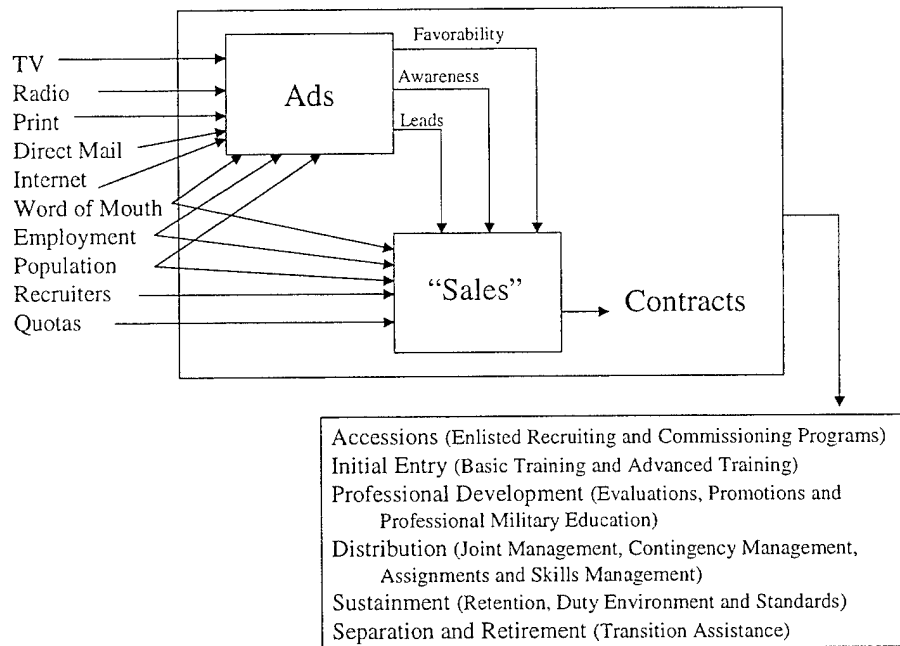 TV
Radio
Print
Direct Mail
Internet
Word of Mouth
Employment
Population
Recruiters
Quotas
Ads
Favorability
Awareness
Leads
“Sales”
Contracts
Accessions (Enlisted Recruiting and Commissioning Programs)
Initial Entry (Basic Training and Advanced Training)
Professional Development (Evaluations, Promotions and
Professional Military Education)
Distribution (Joint Management, Contingency Management,
Assignments and Skills Management)
Sustainment (Retention, Duty Environment and Standards)
Separation and Retirement (Transition Assistance)